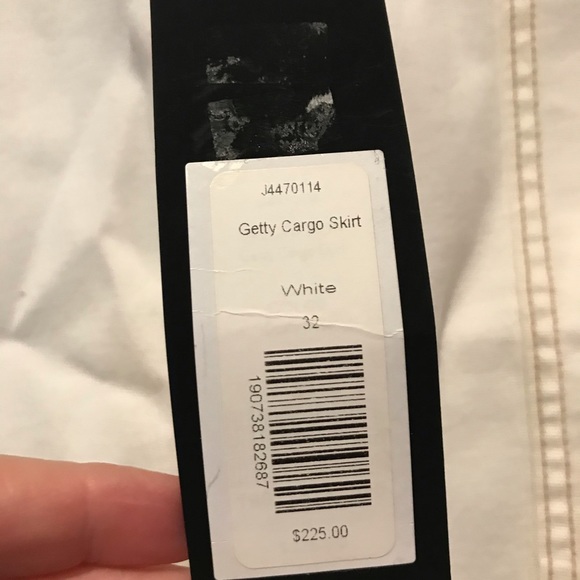 J4470114
Getty Cargo Skirt
White
32
190738182687
$225.00